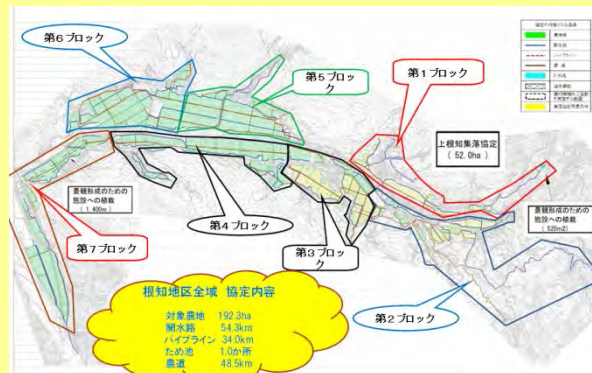 第６ブロック
第５ブロッ
ク
第１ブロック
上根知集落協定
( 52.0ha )
景観形成のための
施設への植栽
( 1,400m )
第４ブロック
第３ブロッ
ク
景観形成のための
施設への植栽
( 520m2 )
第７ブロック
第２ブロック
根知地区全域 協定内容
対象農地 192.3ha
開水路 54.3km
パイプライン 34.0km
ため池 1.0か所
農道 48.5km